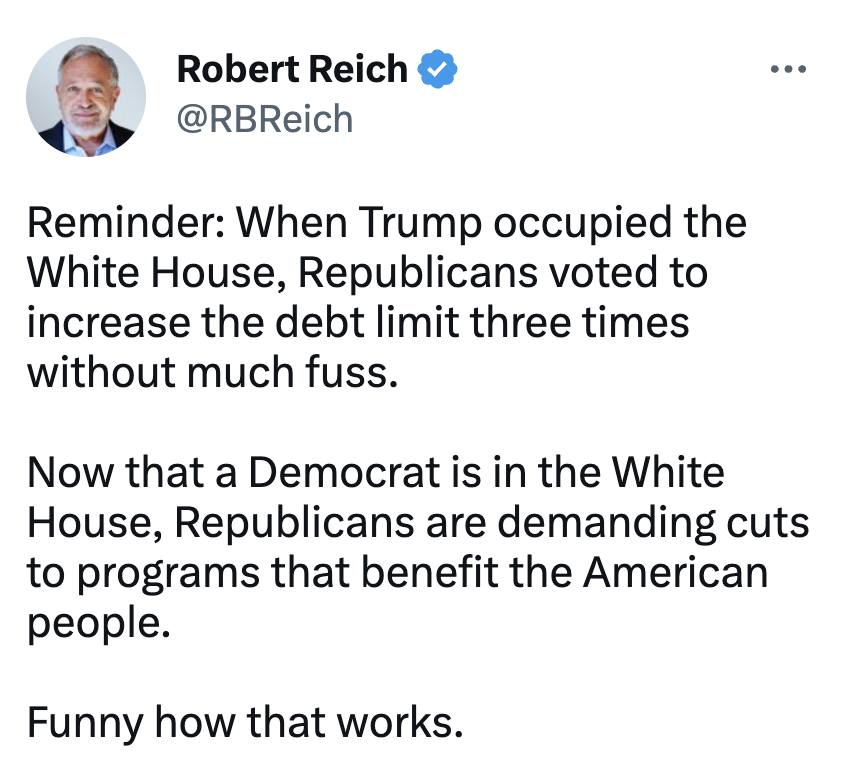 Robert Reich
@RBReich
Reminder: When Trump occupied the
White House, Republicans voted to
increase the debt limit three times
without much fuss.
Now that a Democrat is in the White
House, Republicans are demanding cuts
to programs that benefit the American
people.
Funny how that works.